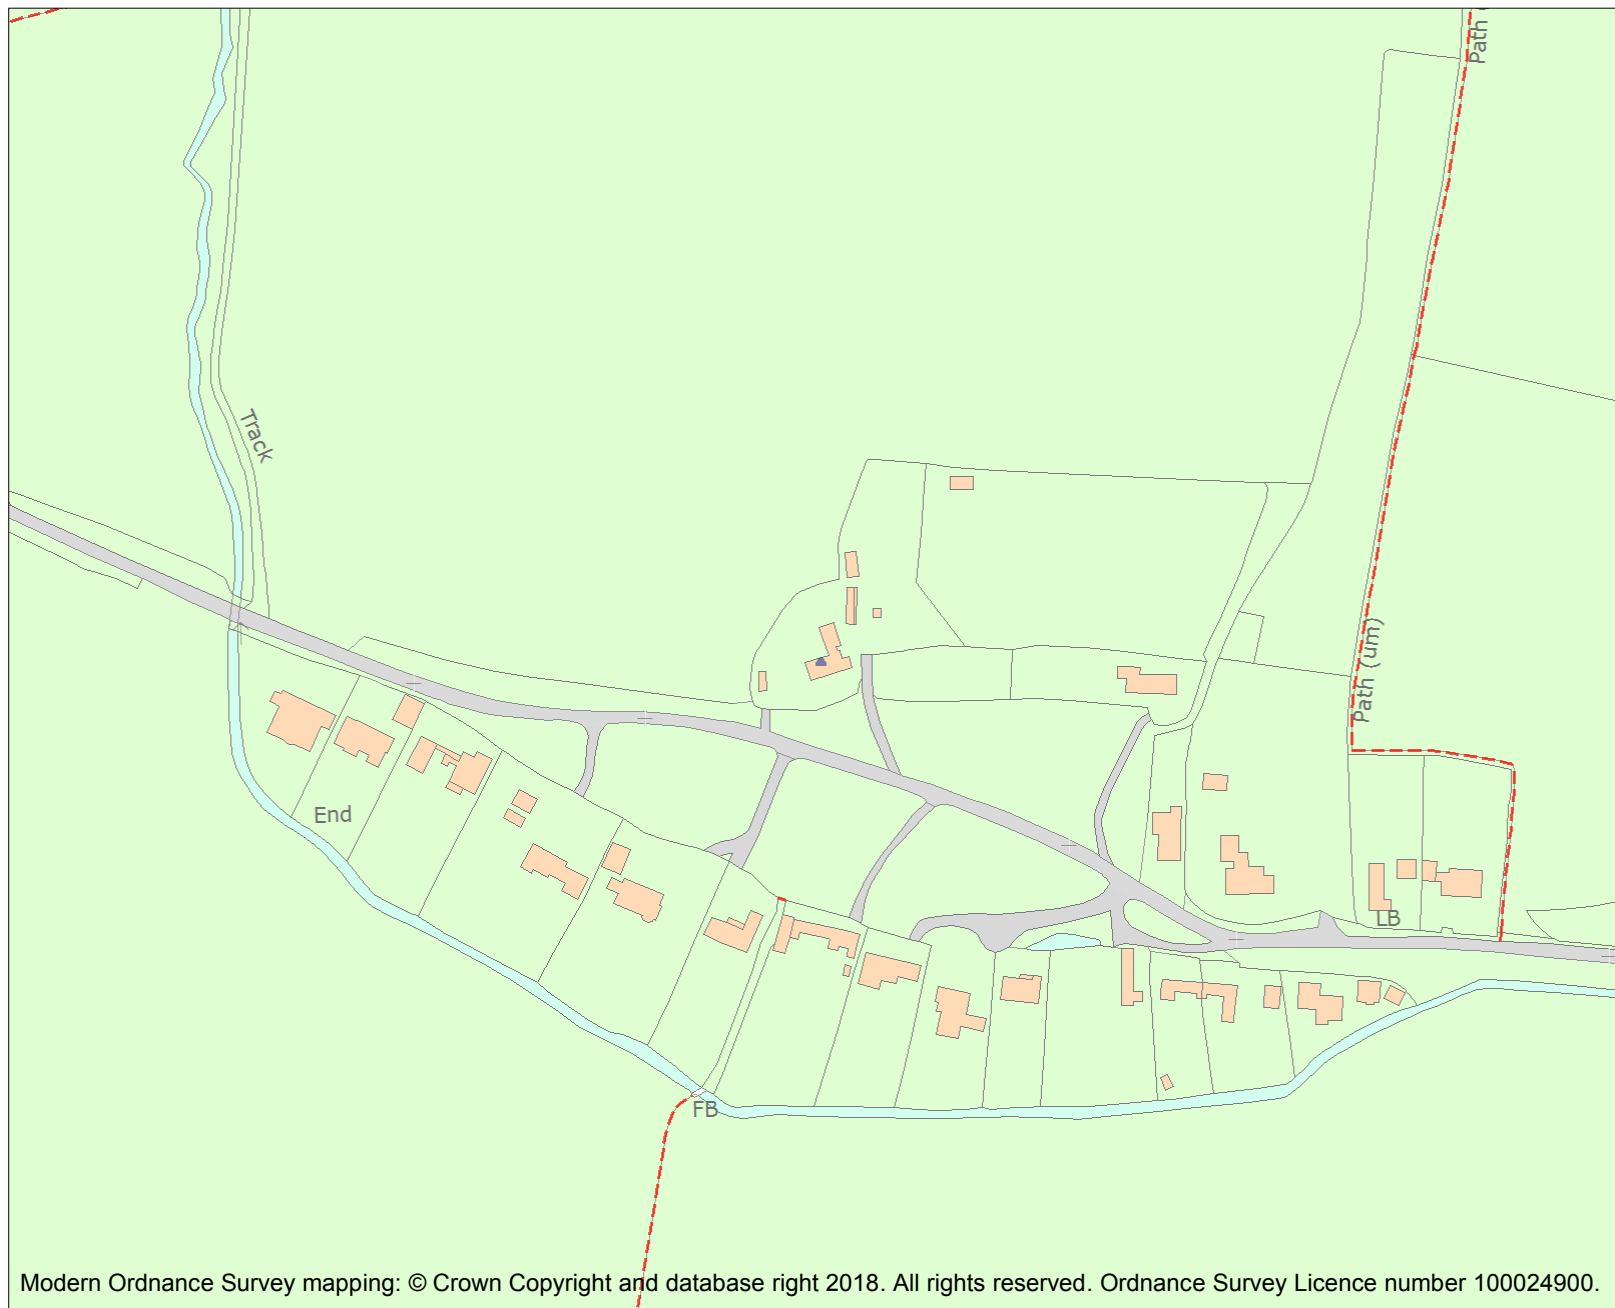 Path
Track
Path (um)
End
LB
FB
Modern Ordnance Survey mapping: © Crown Copyright and database right 2018. All rights reserved. Ordnance Survey Licence number 100024900.